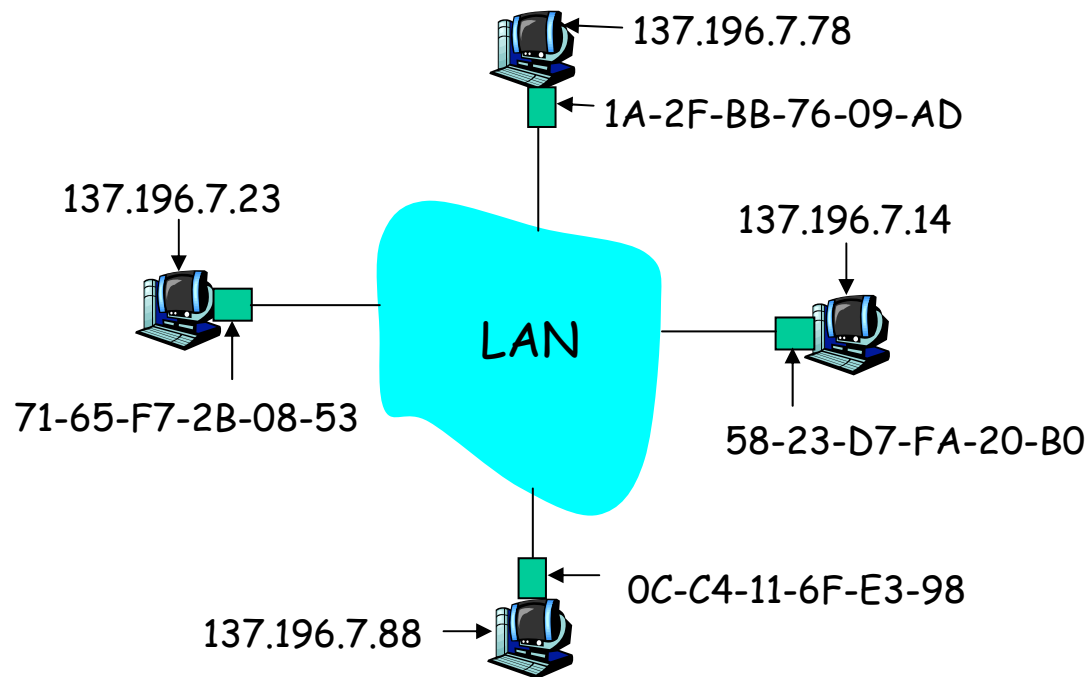 137.196.7.78
1A-2F-BB-76-09-AD
137.196.7.23
137.196.7.14
LAN
71-65-F7-2B-08-53
58-23-D7-FA-20-B0
0C-C4-11-6F-E3-98
137.196.7.88